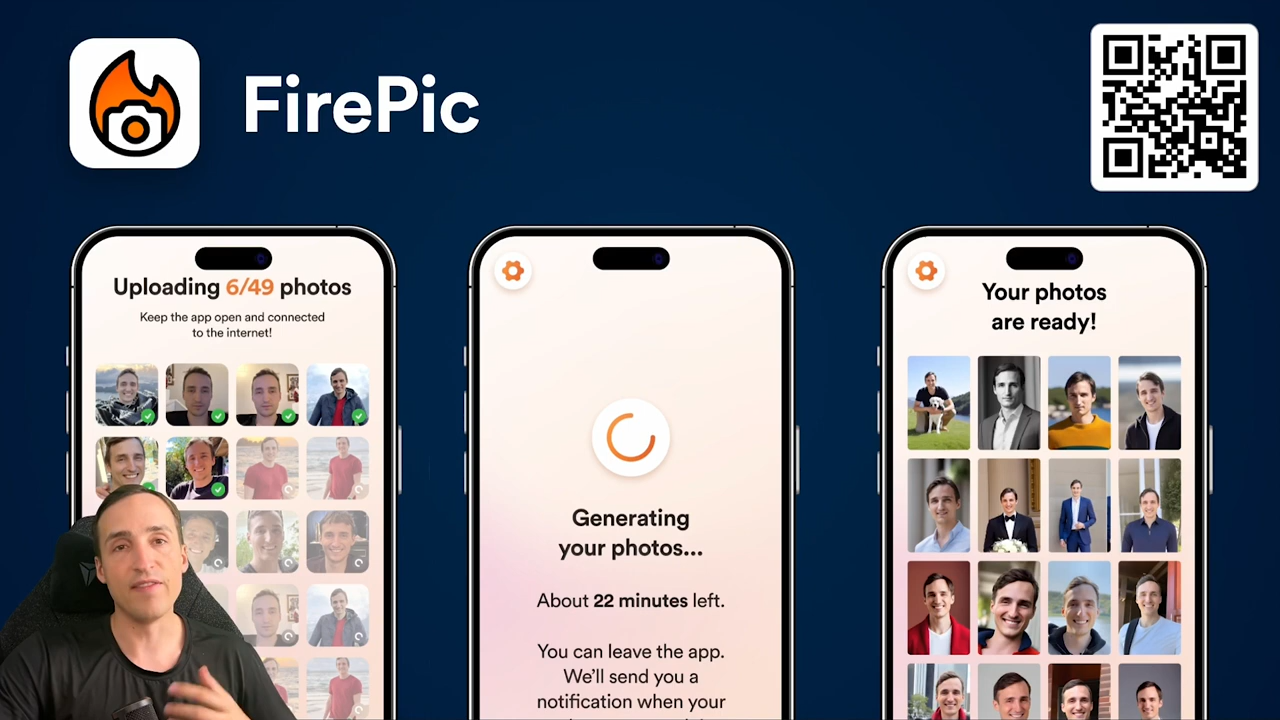 FirePic
Uploading 6/49 photos
Keep the app open and connected
to the internet!
Generating
your photos...
About 22 minutes left.
You can leave the app.
We'll send you a
notification when your
Your photos
are ready!